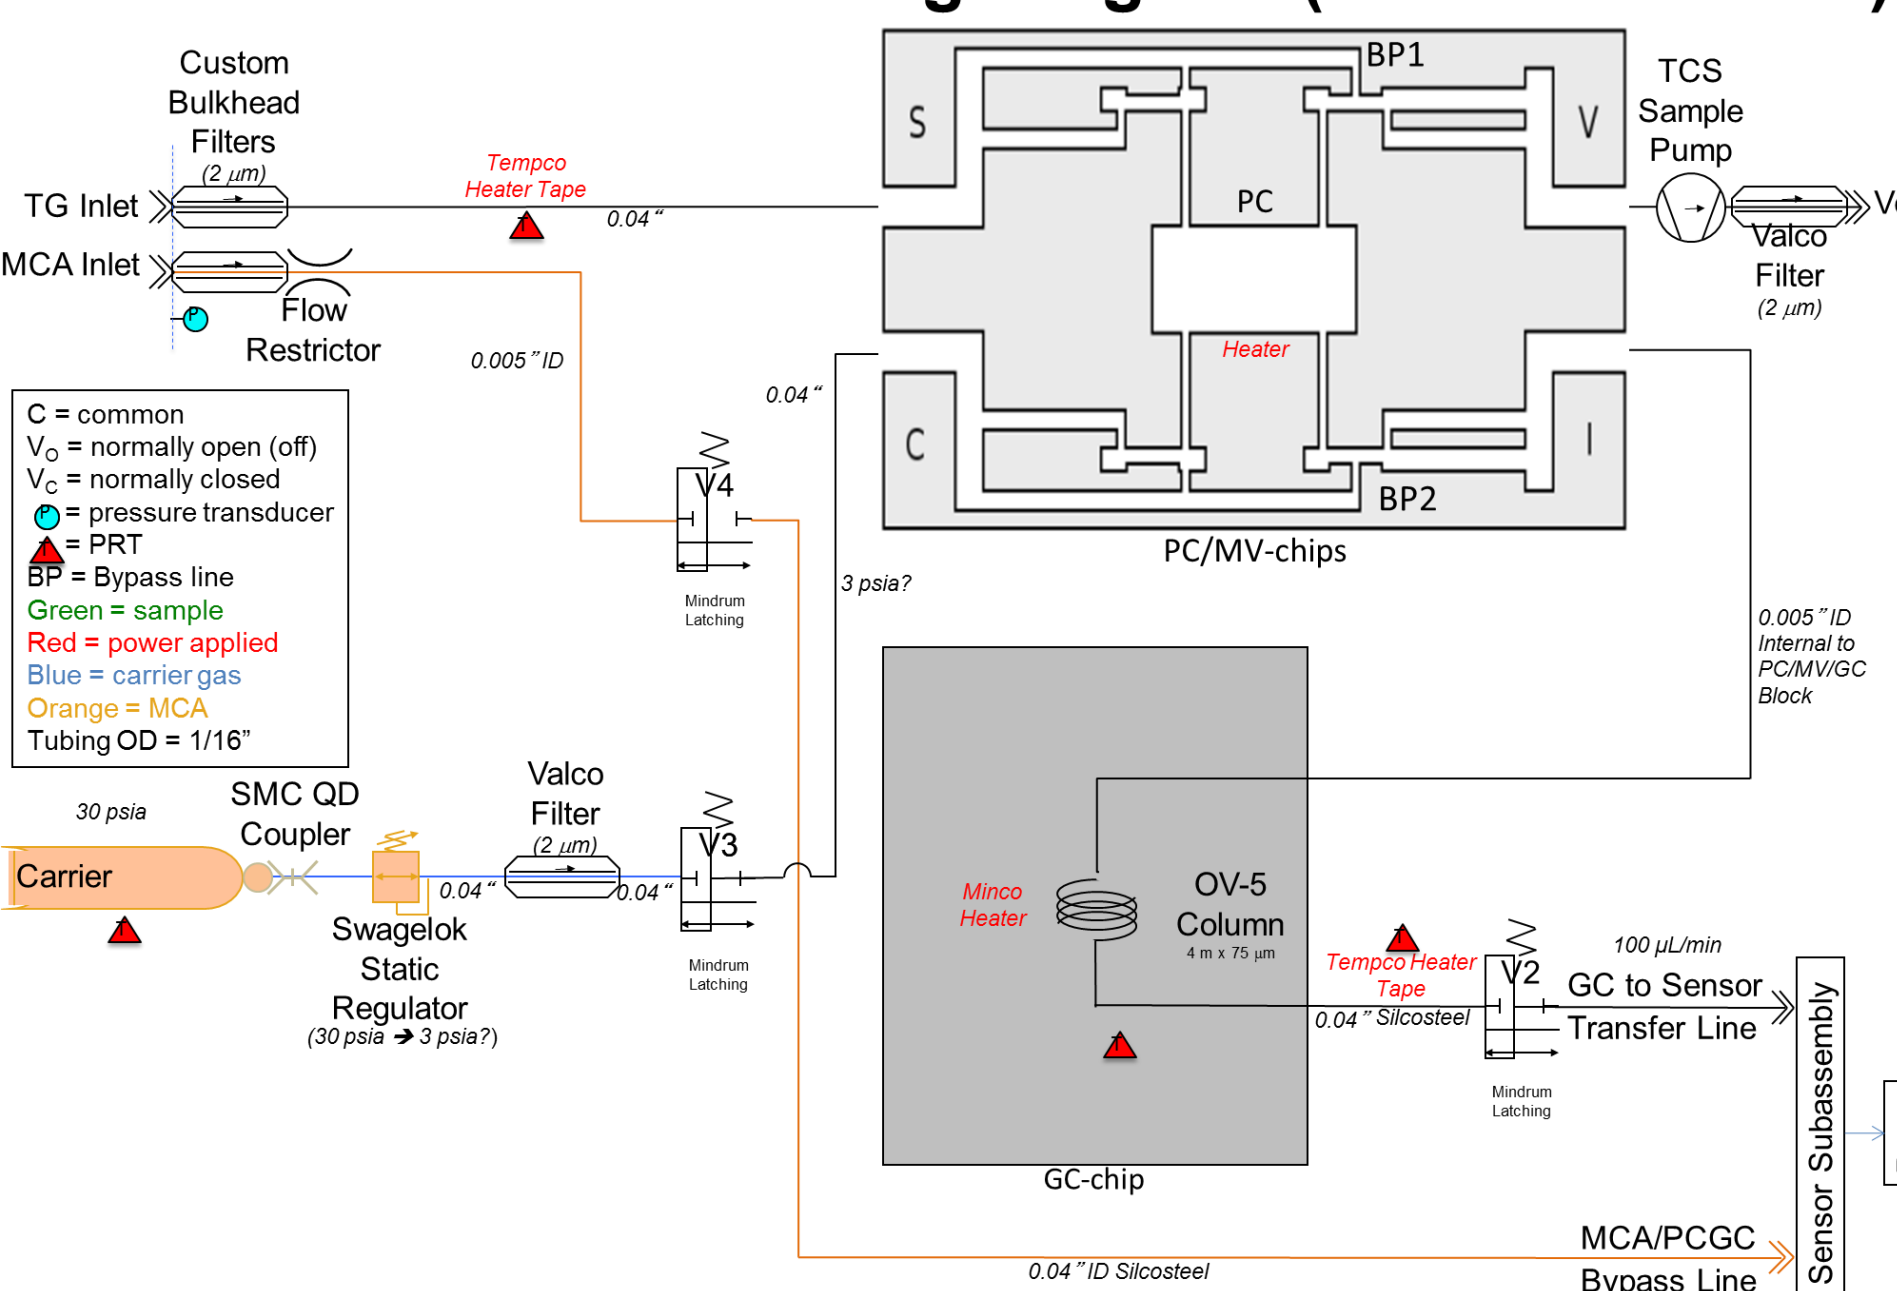 Custom
Bulkhead
Filters
(2 μm)
TG Inlet
MCA Inlet
P
Flow
Restrictor
Tempco
Heater Tape
T
0.04“
0.005”ID
0.04“
S
BP1
V
PC
Heater
C
BP2
I
PC/MV-chips
TCS
Sample
Pump
Valco
Filter
(2 μm)
C = common
VO = normally open (off)
VC = normally closed
P = pressure transducer
T = PRT
BP = Bypass line
Green = sample
Red = power applied
Blue = carrier gas
Orange = MCA
Tubing OD = 1/16”
V4
Mindrum
Latching
3 psia?
0.005”ID
Internal to
PC/MV/GC
Block
30 psia
SMC QD
Coupler
Carrier
T
Swagelok
Static
Regulator
(30 psia ➔ 3 psia?)
0.04“
Valco
Filter
(2 μm)
0.04“
V3
Mindrum
Latching
Minco
Heater
OV-5
Column
4 m x 75 μm
T
GC-chip
T
Tempco Heater
Tape
0.04” Silcosteel
V2
Mindrum
Latching
100 μL/min
GC to Sensor
Transfer Line
Sensor Subassembly
MCA/PCGC
Bypass Line
0.04”ID Silcosteel